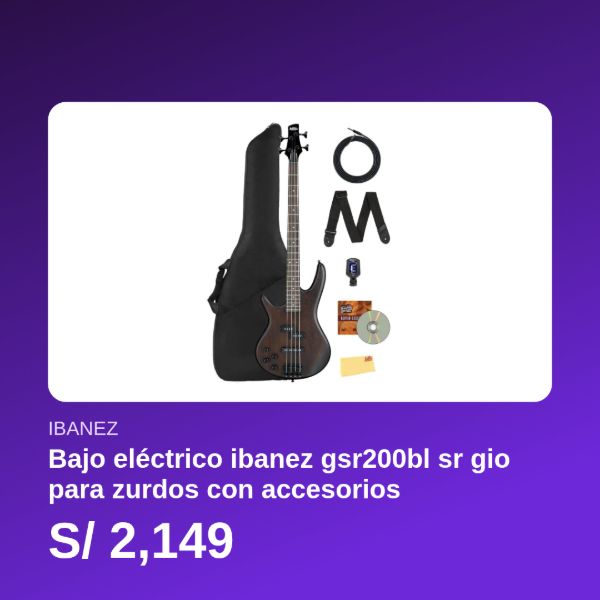 IBANEZ
Bajo eléctrico ibanez gsr200bl sr gio
para zurdos con accesorios
S/ 2,149